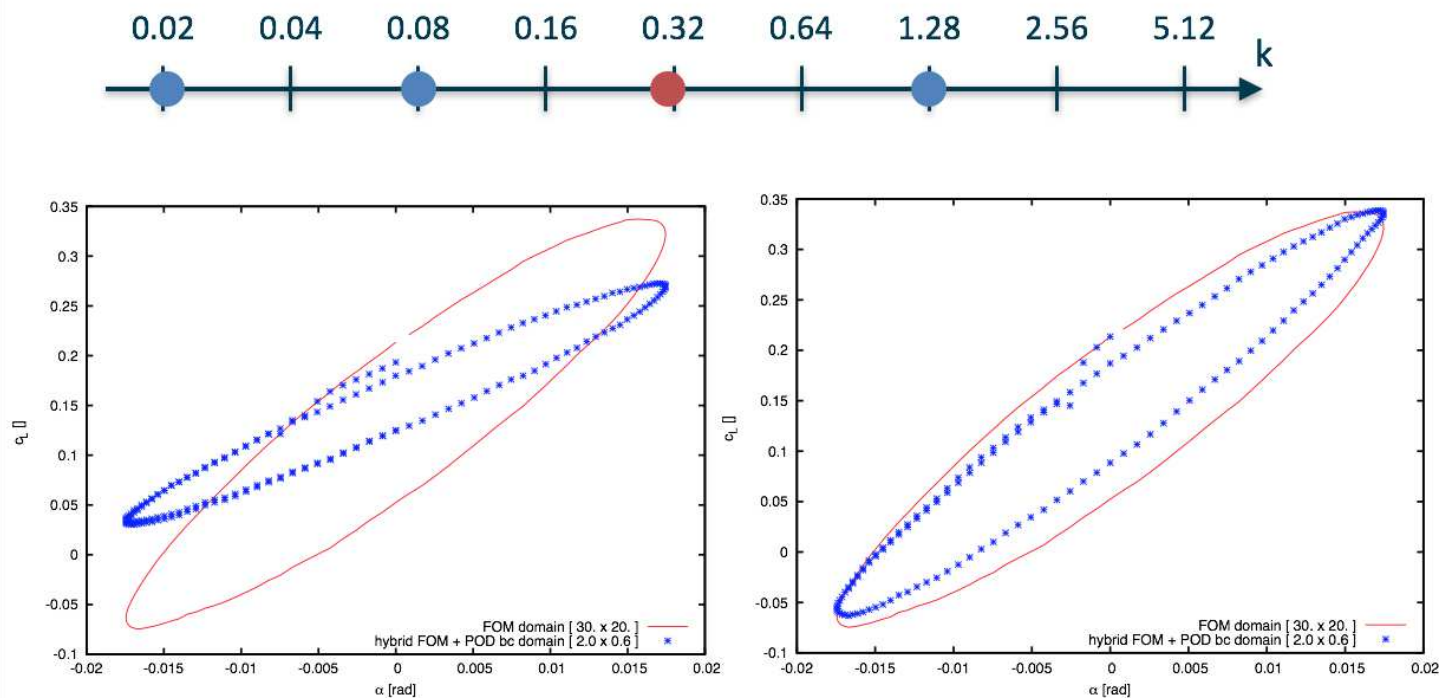 0.02 0.04 0.08 0.16 0.32 0.64 1.28 2.56 5.12
k
0.35
0.3
0.25
0.2
0.15
0.1
0.05
0
-0.05
-0.1
c_L []
-0.02 -0.015 -0.01 -0.005 0 0.005 0.01 0.015 0.02
α [rad]
FOM domain [ 30. x 20. ]
hybrid FOM + POD bc domain [ 2.0 x 0.6 ]
0.35
0.3
0.25
0.2
0.15
0.1
0.05
0
-0.05
-0.1
c_L []
-0.02 -0.015 -0.01 -0.005 0 0.005 0.01 0.015 0.02
α [rad]
FOM domain [ 30. x 20. ]
hybrid FOM + POD bc domain [ 2.0 x 0.6 ]